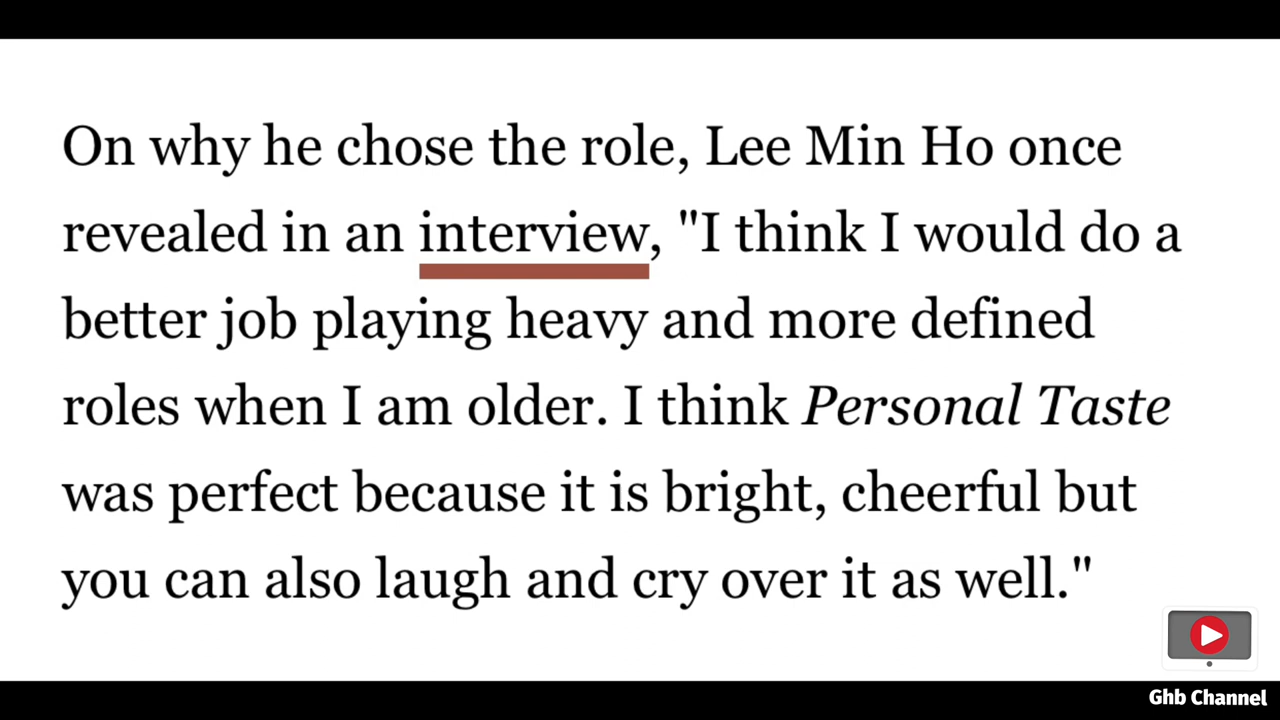 On why he chose the role, Lee Min Ho once
revealed in an interview, "I think I would do a
better job playing heavy and more defined
roles when I am older. I think Personal Taste
was perfect because it is bright, cheerful but
you can also laugh and cry over it as well."
Ghb Channel